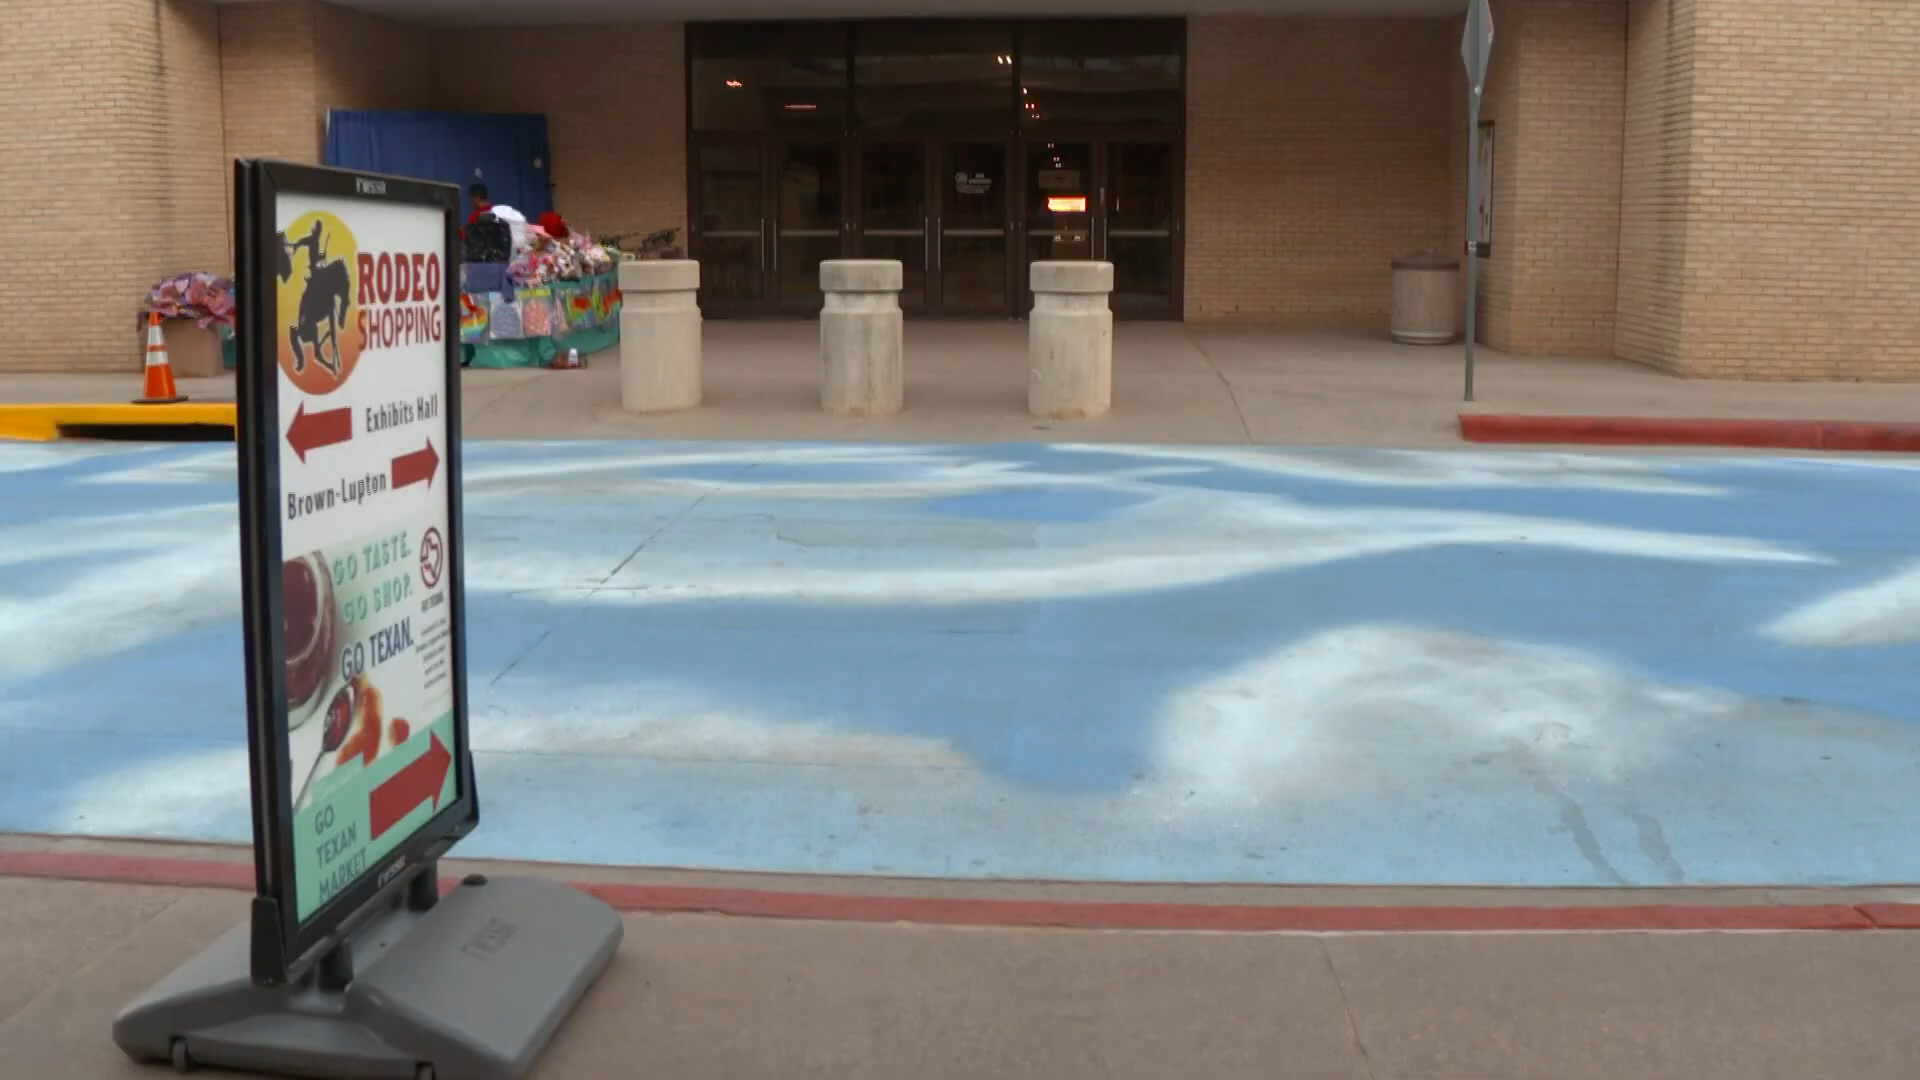 RODEO
SHOPPING
Exhibits Hall
Brown-Lupton
GO TASTE.
GO SHOP.
GO TEXAN.
GO
TEXAN
MARKET